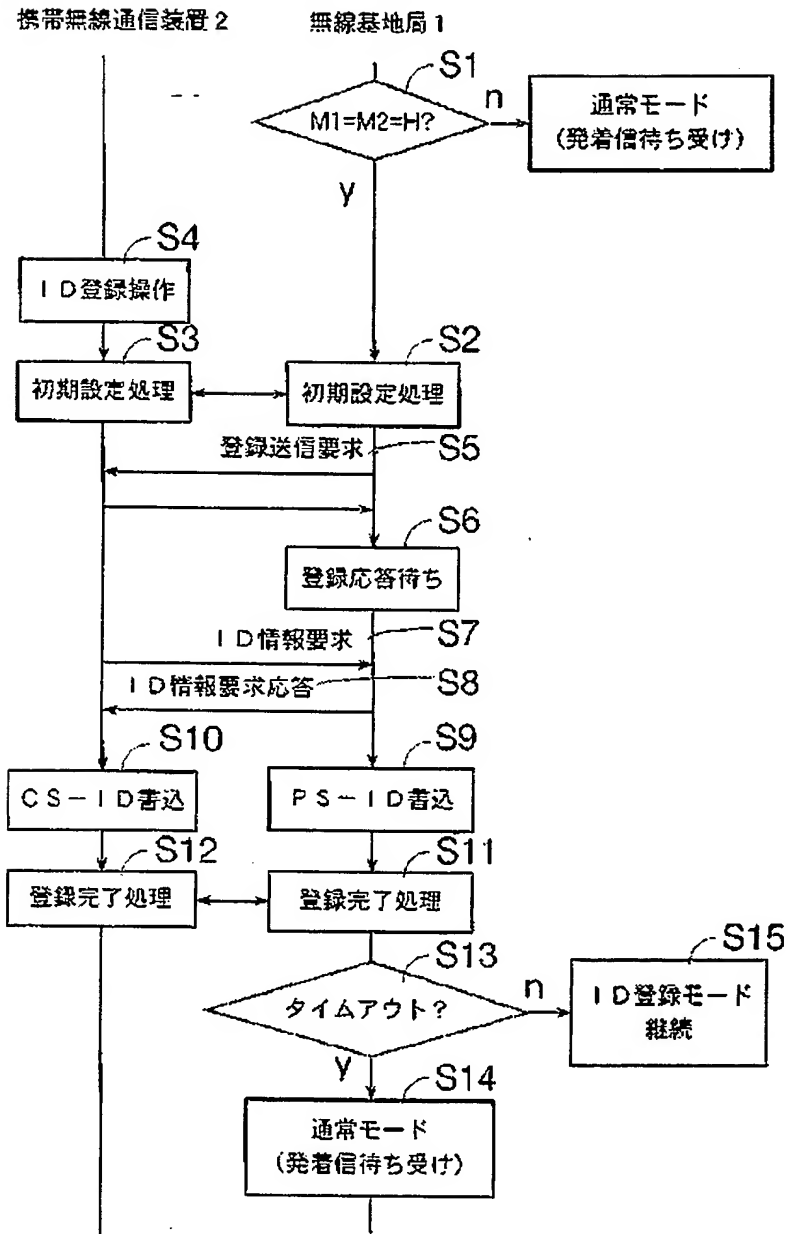 携帯無線通信装置2
無線基地局1
S1
M1=M2=H?
n
通常モード
(発着信待ち受け)
y
S4
ID登録操作
S3
初期設定処理
S2
初期設定処理
登録送信要求
S5
S6
登録応答待ち
ID情報要求
S7
ID情報要求応答
S8
S10
CS-ID書込
S9
PS-ID書込
S12
登録完了処理
S11
登録完了処理
S13
タイムアウト?
n
S15
ID登録モード
継続
y
S14
通常モード
(発着信待ち受け)